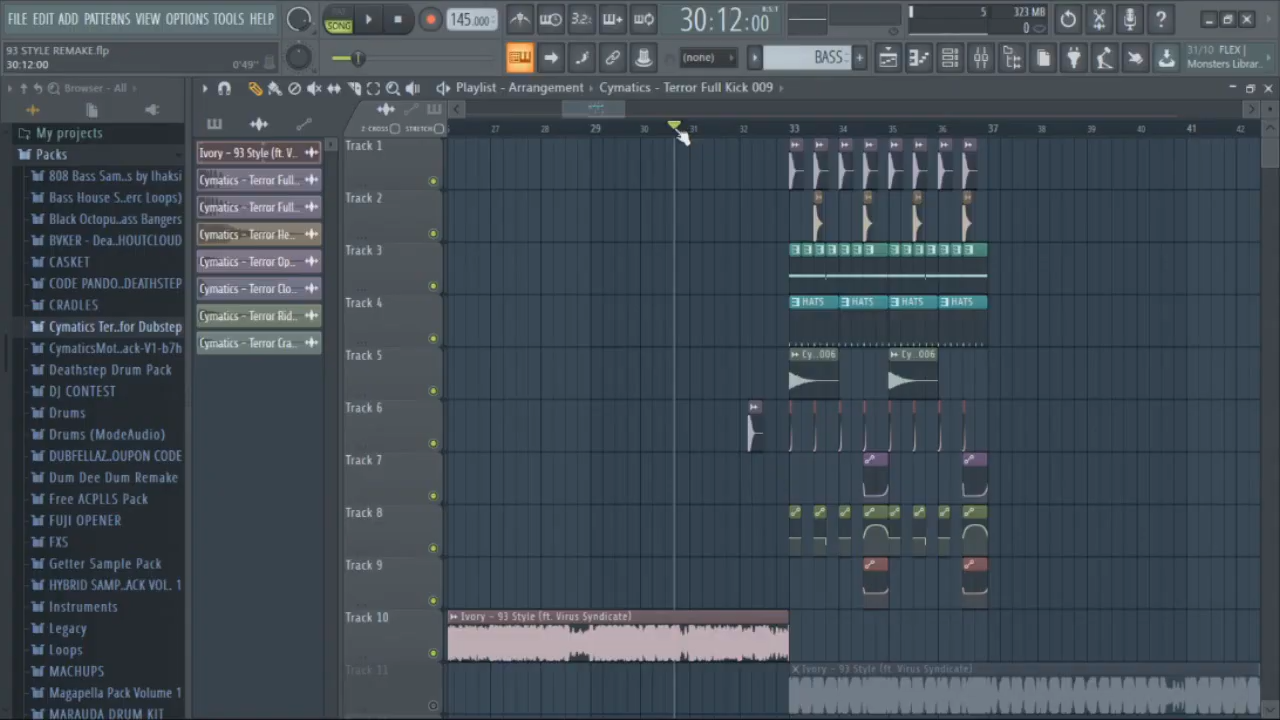 FILE EDIT ADD PATTERNS VIEW OPTIONS TOOLS HELP
SONG
145.000
3.2
30:12:00
B:S:T
5
323 MB
0
93 STYLE REMAKE.flp
30:12:00
0'49"
(none)
BASS
31/10 FLEX |
Monsters Librar..
Browser - All
Playlist - Arrangement
Cymatics - Terror Full Kick 009
Z-CROSS
STRETCH
27 28 29 30 31 32 33 34 35 36 37 38 39 40 41 42
My projects
Packs
808 Bass Sam..s by Ihaksi
Bass House S..erc Loops)
Black Octopu..ass Bangers
BVKER - Dea..HOUTCLOUD
CASKET
CODE PANDO..DEATHSTEP
CRADLES
Cymatics Ter..for Dubstep
CymaticsMot..ack-V1-b7h
Deathstep Drum Pack
DJ CONTEST
Drums
Drums (ModeAudio)
DUBFELLAZ..OUPON CODE
Dum Dee Dum Remake
Free ACPLLS Pack
FUJI OPENER
FXS
Getter Sample Pack
HYBRID SAMP..ACK VOL. 1
Instruments
Legacy
Loops
MACHUPS
Magapella Pack Volume 1
MARAUDA DRUM KIT
Ivory - 93 Style (ft. V..
Cymatics - Terror Full..
Cymatics - Terror Full..
Cymatics - Terror He..
Cymatics - Terror Op..
Cymatics - Terror Clo..
Cymatics - Terror Rid..
Cymatics - Terror Cra..
Track 1
Track 2
Track 3
Track 4
HATS HATS HATS HATS
Track 5
Cy..006 Cy..006
Track 6
Track 7
Track 8
Track 9
Track 10
Ivory - 93 Style (ft. Virus Syndicate)
Track 11
Ivory - 93 Style (ft. Virus Syndicate)